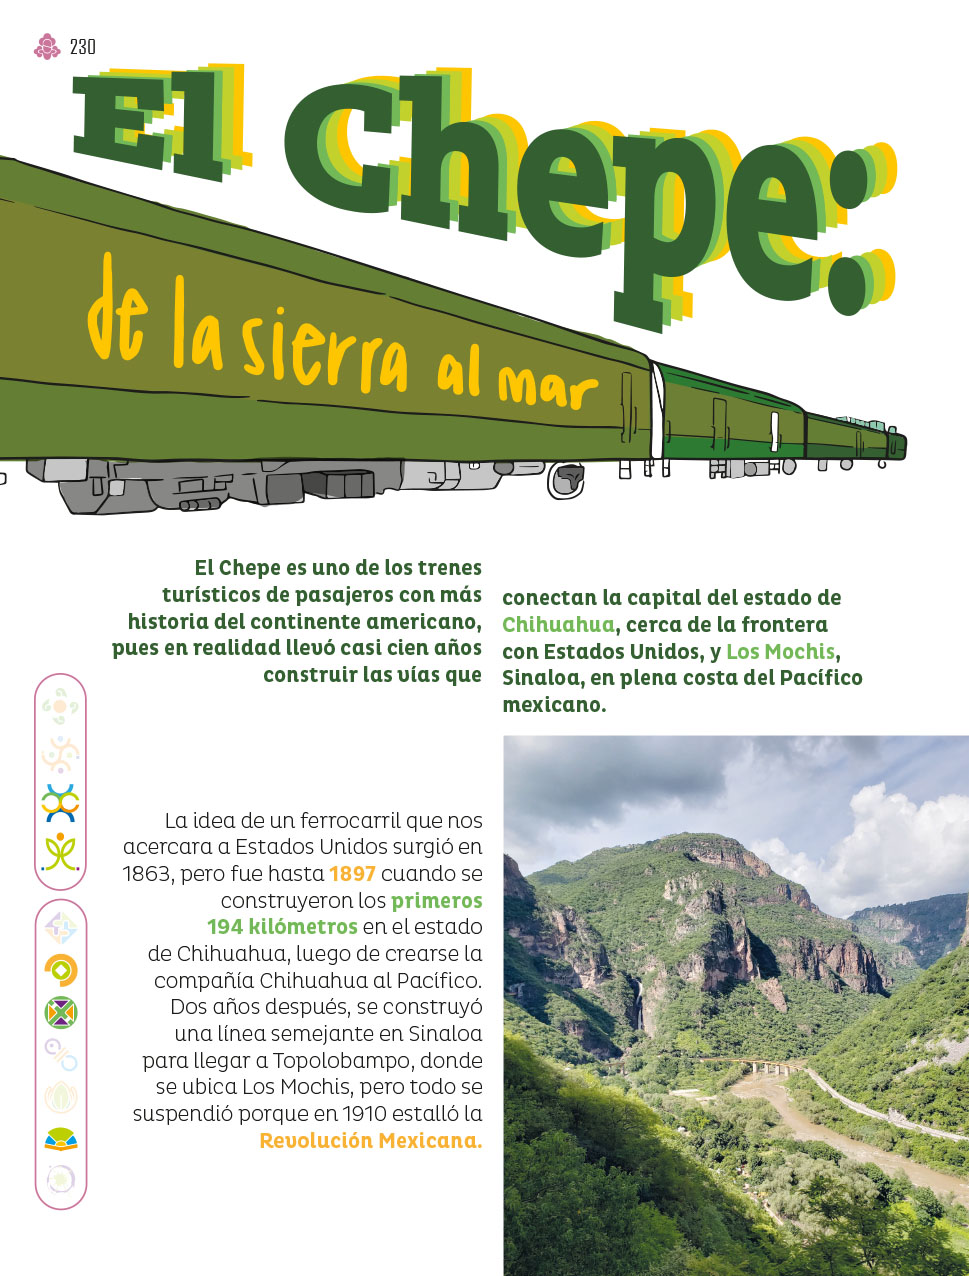 230
El Chepe:
de la sierra al mar
El Chepe es uno de los trenes
turísticos de pasajeros con más
historia del continente americano,
pues en realidad llevó casi cien años
construir las vías que
conectan la capital del estado de
Chihuahua, cerca de la frontera
con Estados Unidos, y Los Mochis,
Sinaloa, en plena costa del Pacífico
mexicano.
La idea de un ferrocarril que nos
acercara a Estados Unidos surgió en
1863, pero fue hasta 1897 cuando se
construyeron los primeros
194 kilómetros en el estado
de Chihuahua, luego de crearse la
compañía Chihuahua al Pacífico.
Dos años después, se construyó
una línea semejante en Sinaloa
para llegar a Topolobampo, donde
se ubica Los Mochis, pero todo se
suspendió porque en 1910 estalló la
Revolución Mexicana.